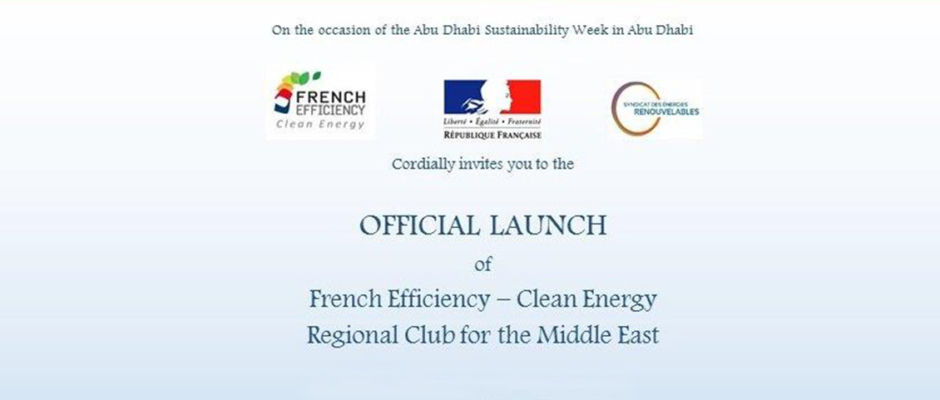 On the occasion of the Abu Dhabi Sustainability Week in Abu Dhabi
FRENCH
EFFICIENCY
Clean Energy
Liberté • Égalité • Fraternité
RÉPUBLIQUE FRANÇAISE
SYNDICAT DES ÉNERGIES
RENOUVELABLES
Cordially invites you to the
OFFICIAL LAUNCH
of
French Efficiency – Clean Energy
Regional Club for the Middle East